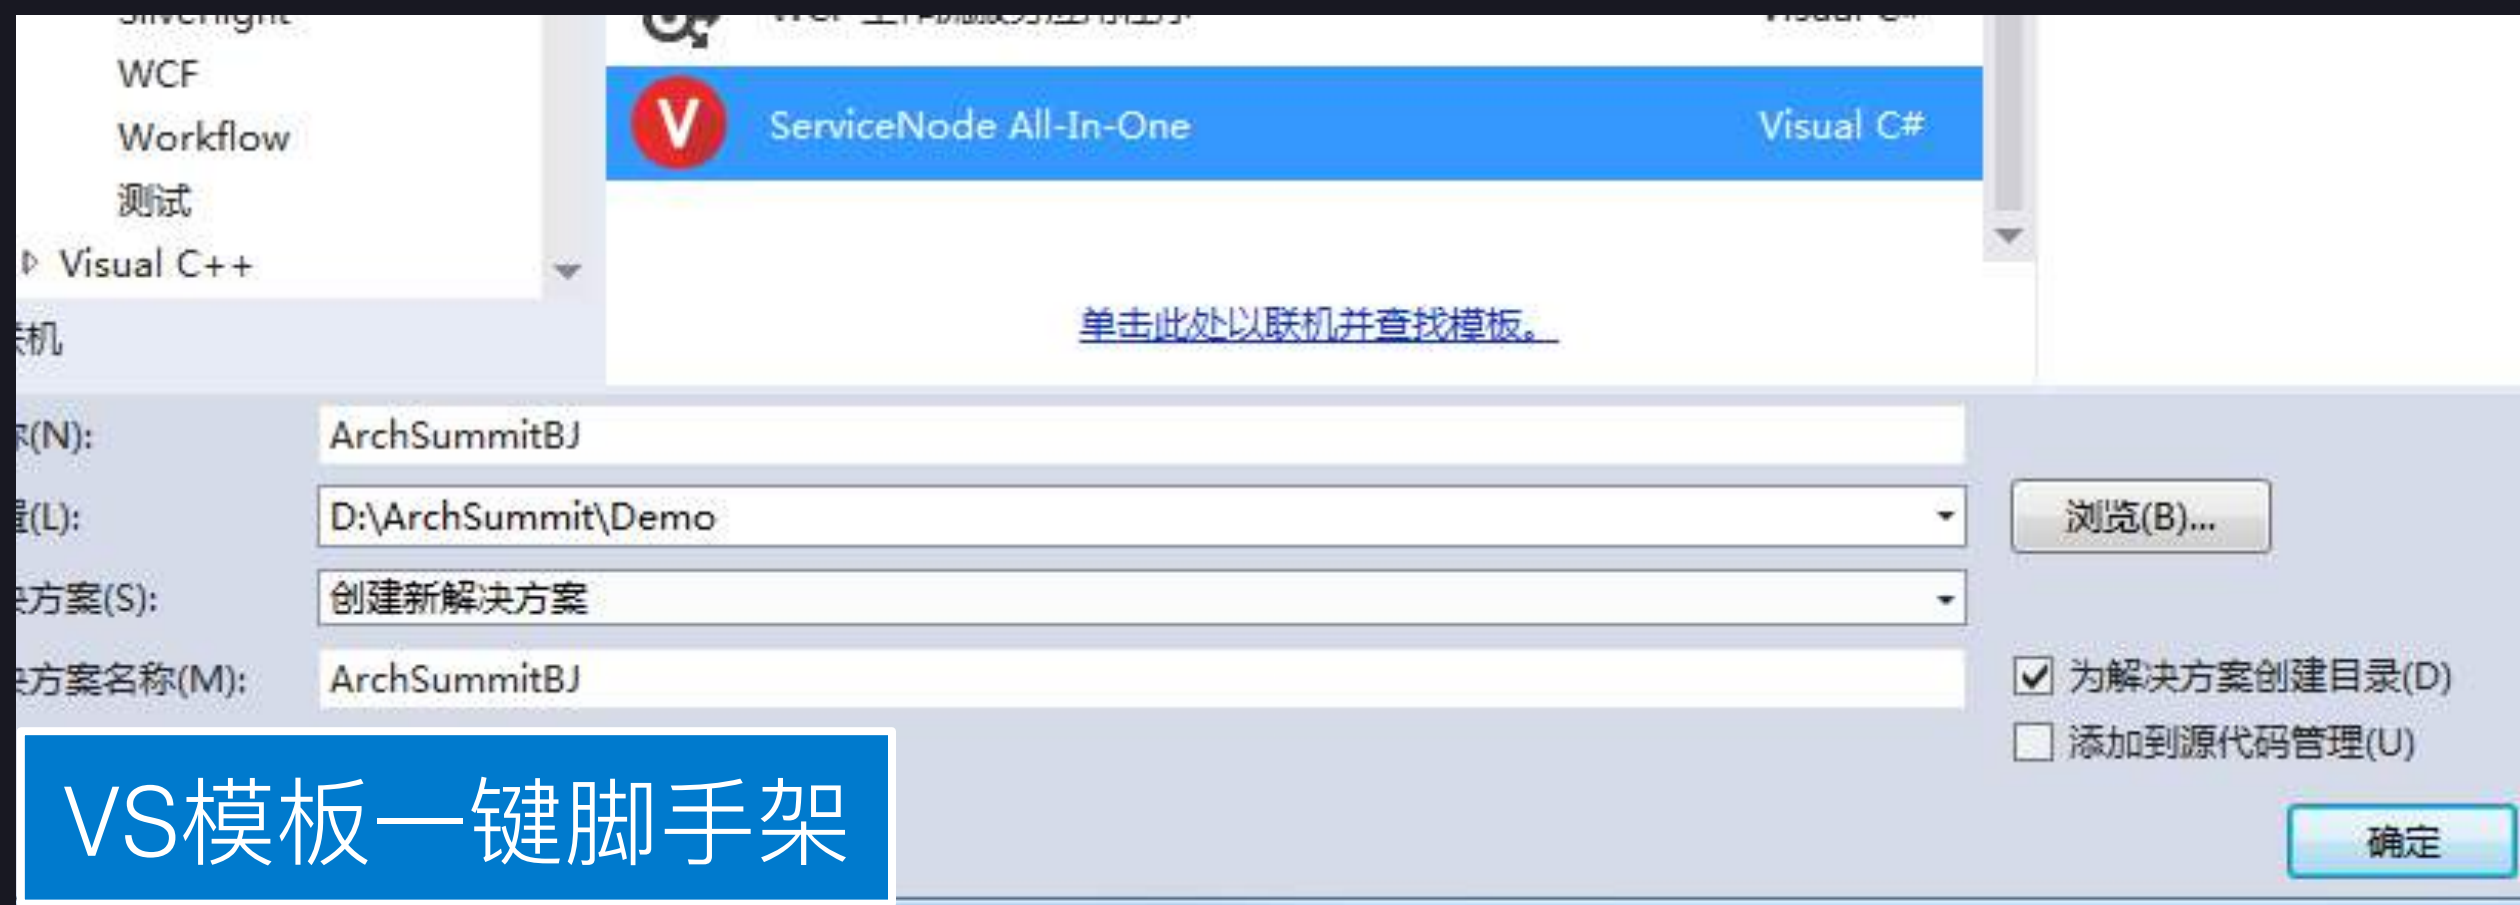 WCF
Workflow
测试
Visual C++
机
ServiceNode All-In-One Visual C#
单击此处以联机并查找模板。
(N): ArchSummitBJ
(L): D:\ArchSummit\Demo 浏览(B)...
方案(S): 创建新解决方案
方案名称(M): ArchSummitBJ
为解决方案创建目录(D)
添加到源代码管理(U)
VS模板一键脚手架
确定